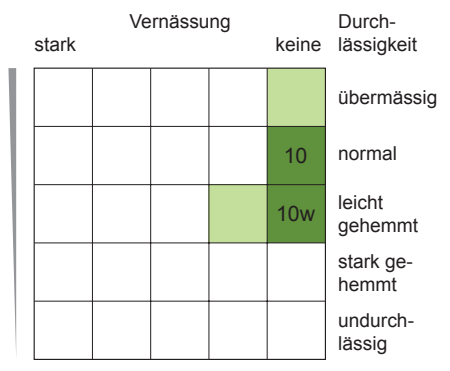 Vernässung
Durch-
lässigkeit
stark
keine
übermässig
10
normal
10w
leicht
gehemmt
stark ge-
hemmt
undurch-
lässig